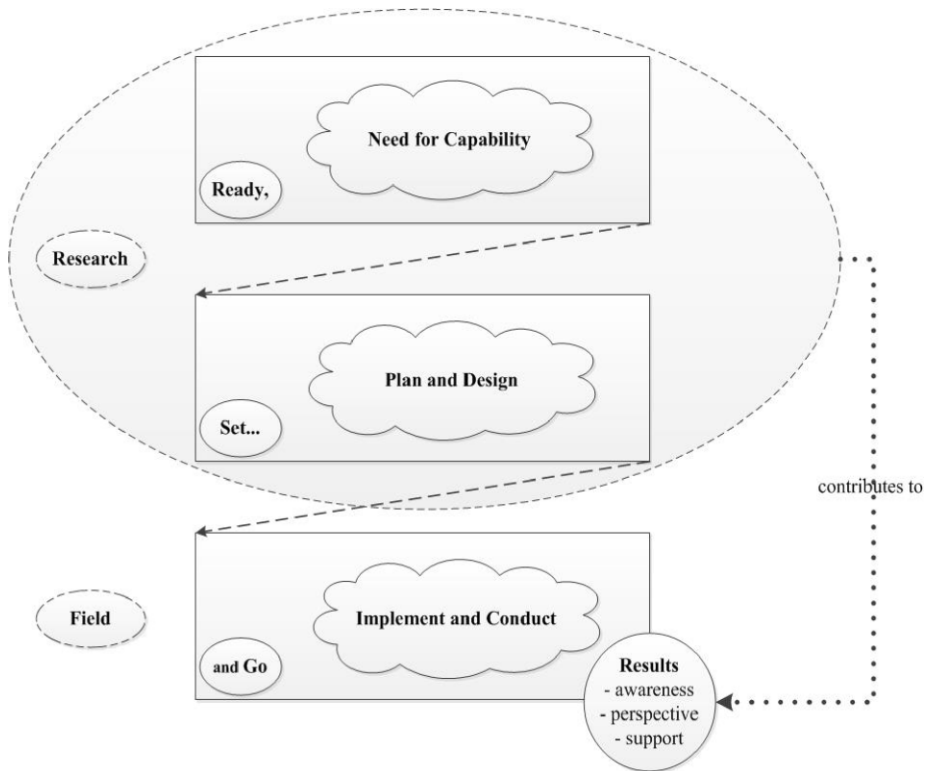 Need for Capability
Ready,
Research
Plan and Design
Set...
contributes to
Implement and Conduct
Field
and Go
Results
- awareness
- perspective
- support